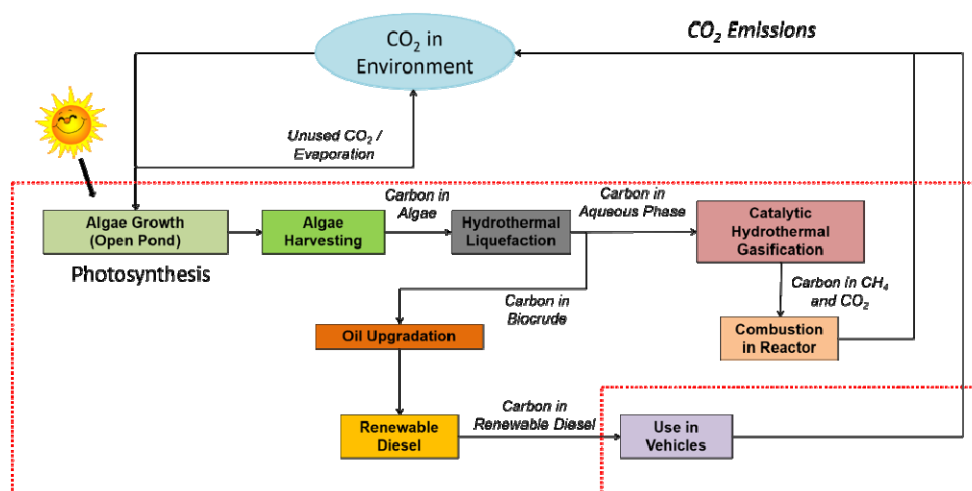 CO₂ in
Environment
CO₂ Emissions
Unused CO₂ /
Evaporation
Algae Growth
(Open Pond)
Photosynthesis
Algae
Harvesting
Carbon in
Algae
Hydrothermal
Liquefaction
Carbon in
Aqueous Phase
Catalytic
Hydrothermal
Gasification
Carbon in CH₄
and CO₂
Combustion
in Reactor
Carbon in
Biocrude
Oil Upgradation
Renewable
Diesel
Carbon in
Renewable Diesel
Use in
Vehicles